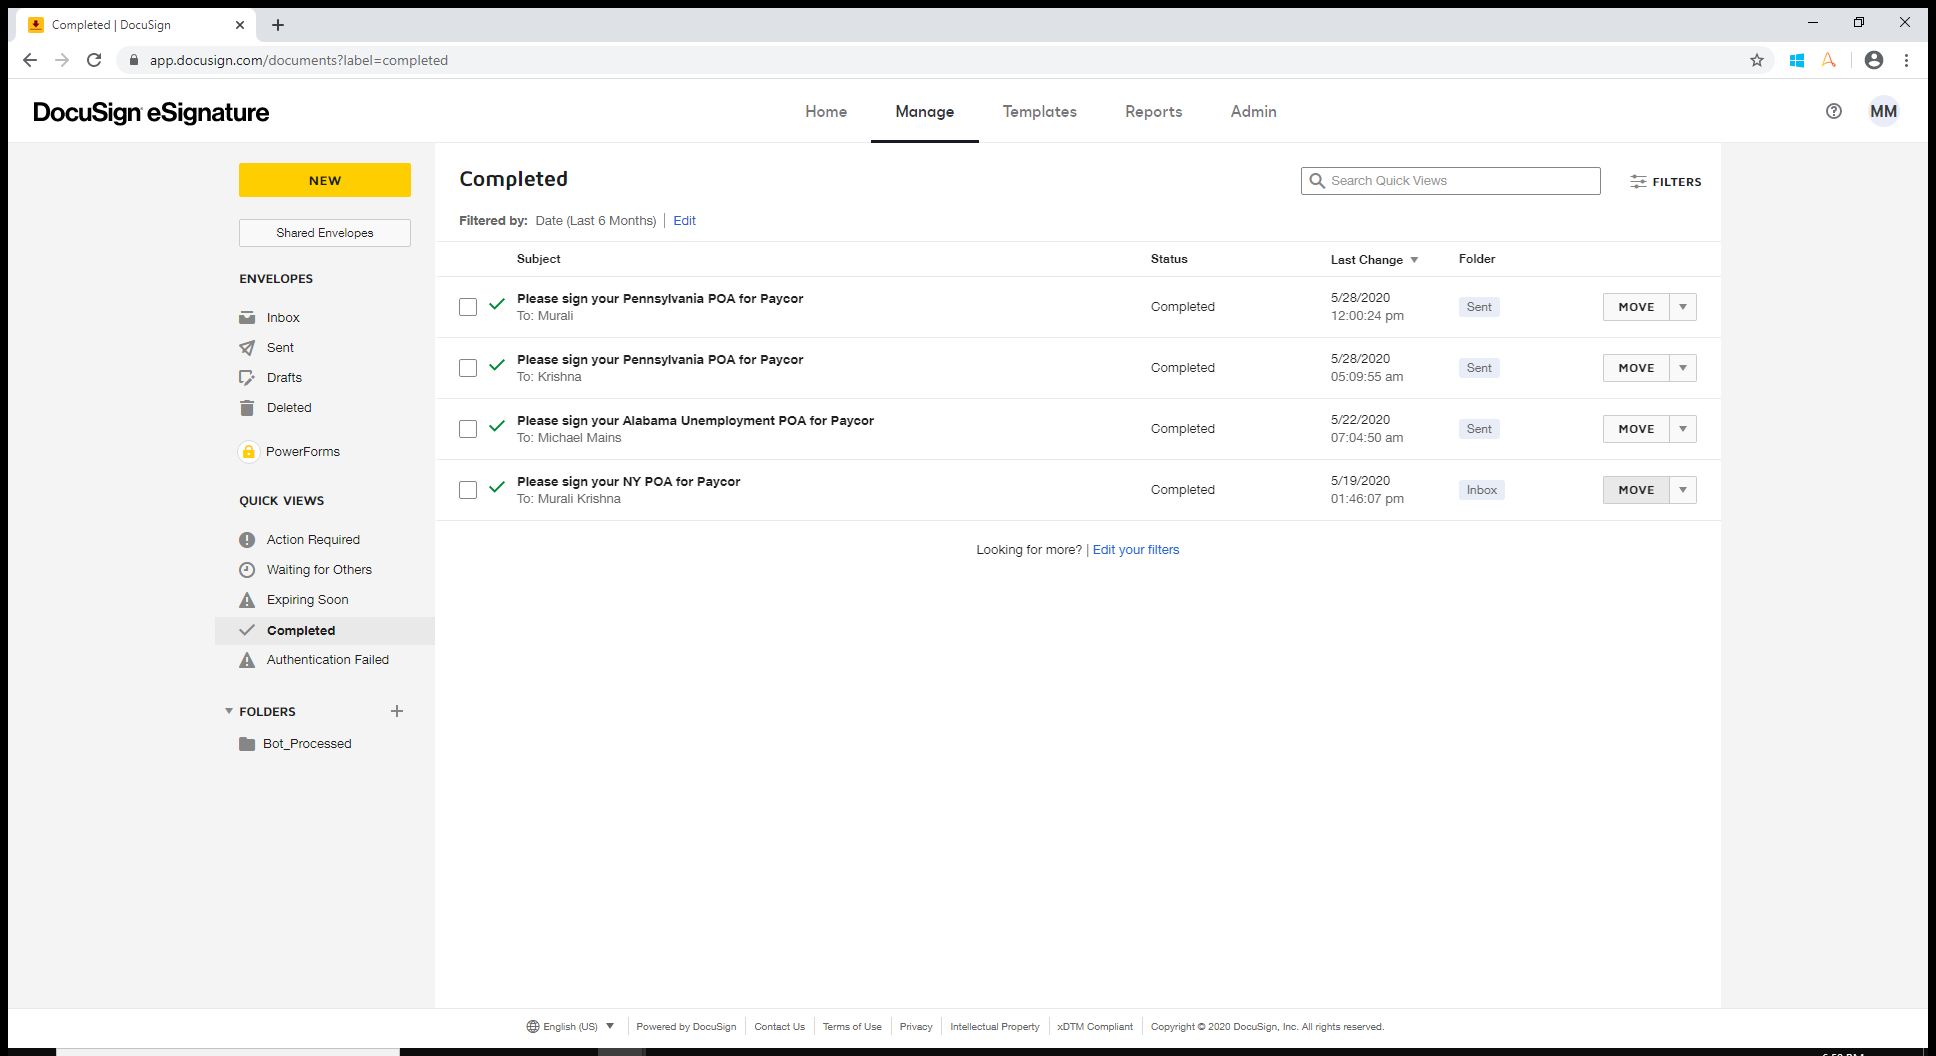 Completed | DocuSign
app.docusign.com/documents?label=completed
DocuSign eSignature
Home
Manage
Templates
Reports
Admin
MM
NEW
Shared Envelopes
ENVELOPES
Inbox
Sent
Drafts
Deleted
PowerForms
QUICK VIEWS
Action Required
Waiting for Others
Expiring Soon
Completed
Authentication Failed
FOLDERS
Bot_Processed
Completed
Search Quick Views
FILTERS
Filtered by: Date (Last 6 Months) | Edit
Subject Status Last Change Folder
Please sign your Pennsylvania POA for Paycor
To: Murali
Completed
5/28/2020
12:00:24 pm
Sent
MOVE
Please sign your Pennsylvania POA for Paycor
To: Krishna
Completed
5/28/2020
05:09:55 am
Sent
MOVE
Please sign your Alabama Unemployment POA for Paycor
To: Michael Mains
Completed
5/22/2020
07:04:50 am
Sent
MOVE
Please sign your NY POA for Paycor
To: Murali Krishna
Completed
5/19/2020
01:46:07 pm
Inbox
MOVE
Looking for more? | Edit your filters
English (US) Powered by DocuSign Contact Us Terms of Use Privacy Intellectual Property xDTM Compliant Copyright © 2020 DocuSign, Inc. All rights reserved.